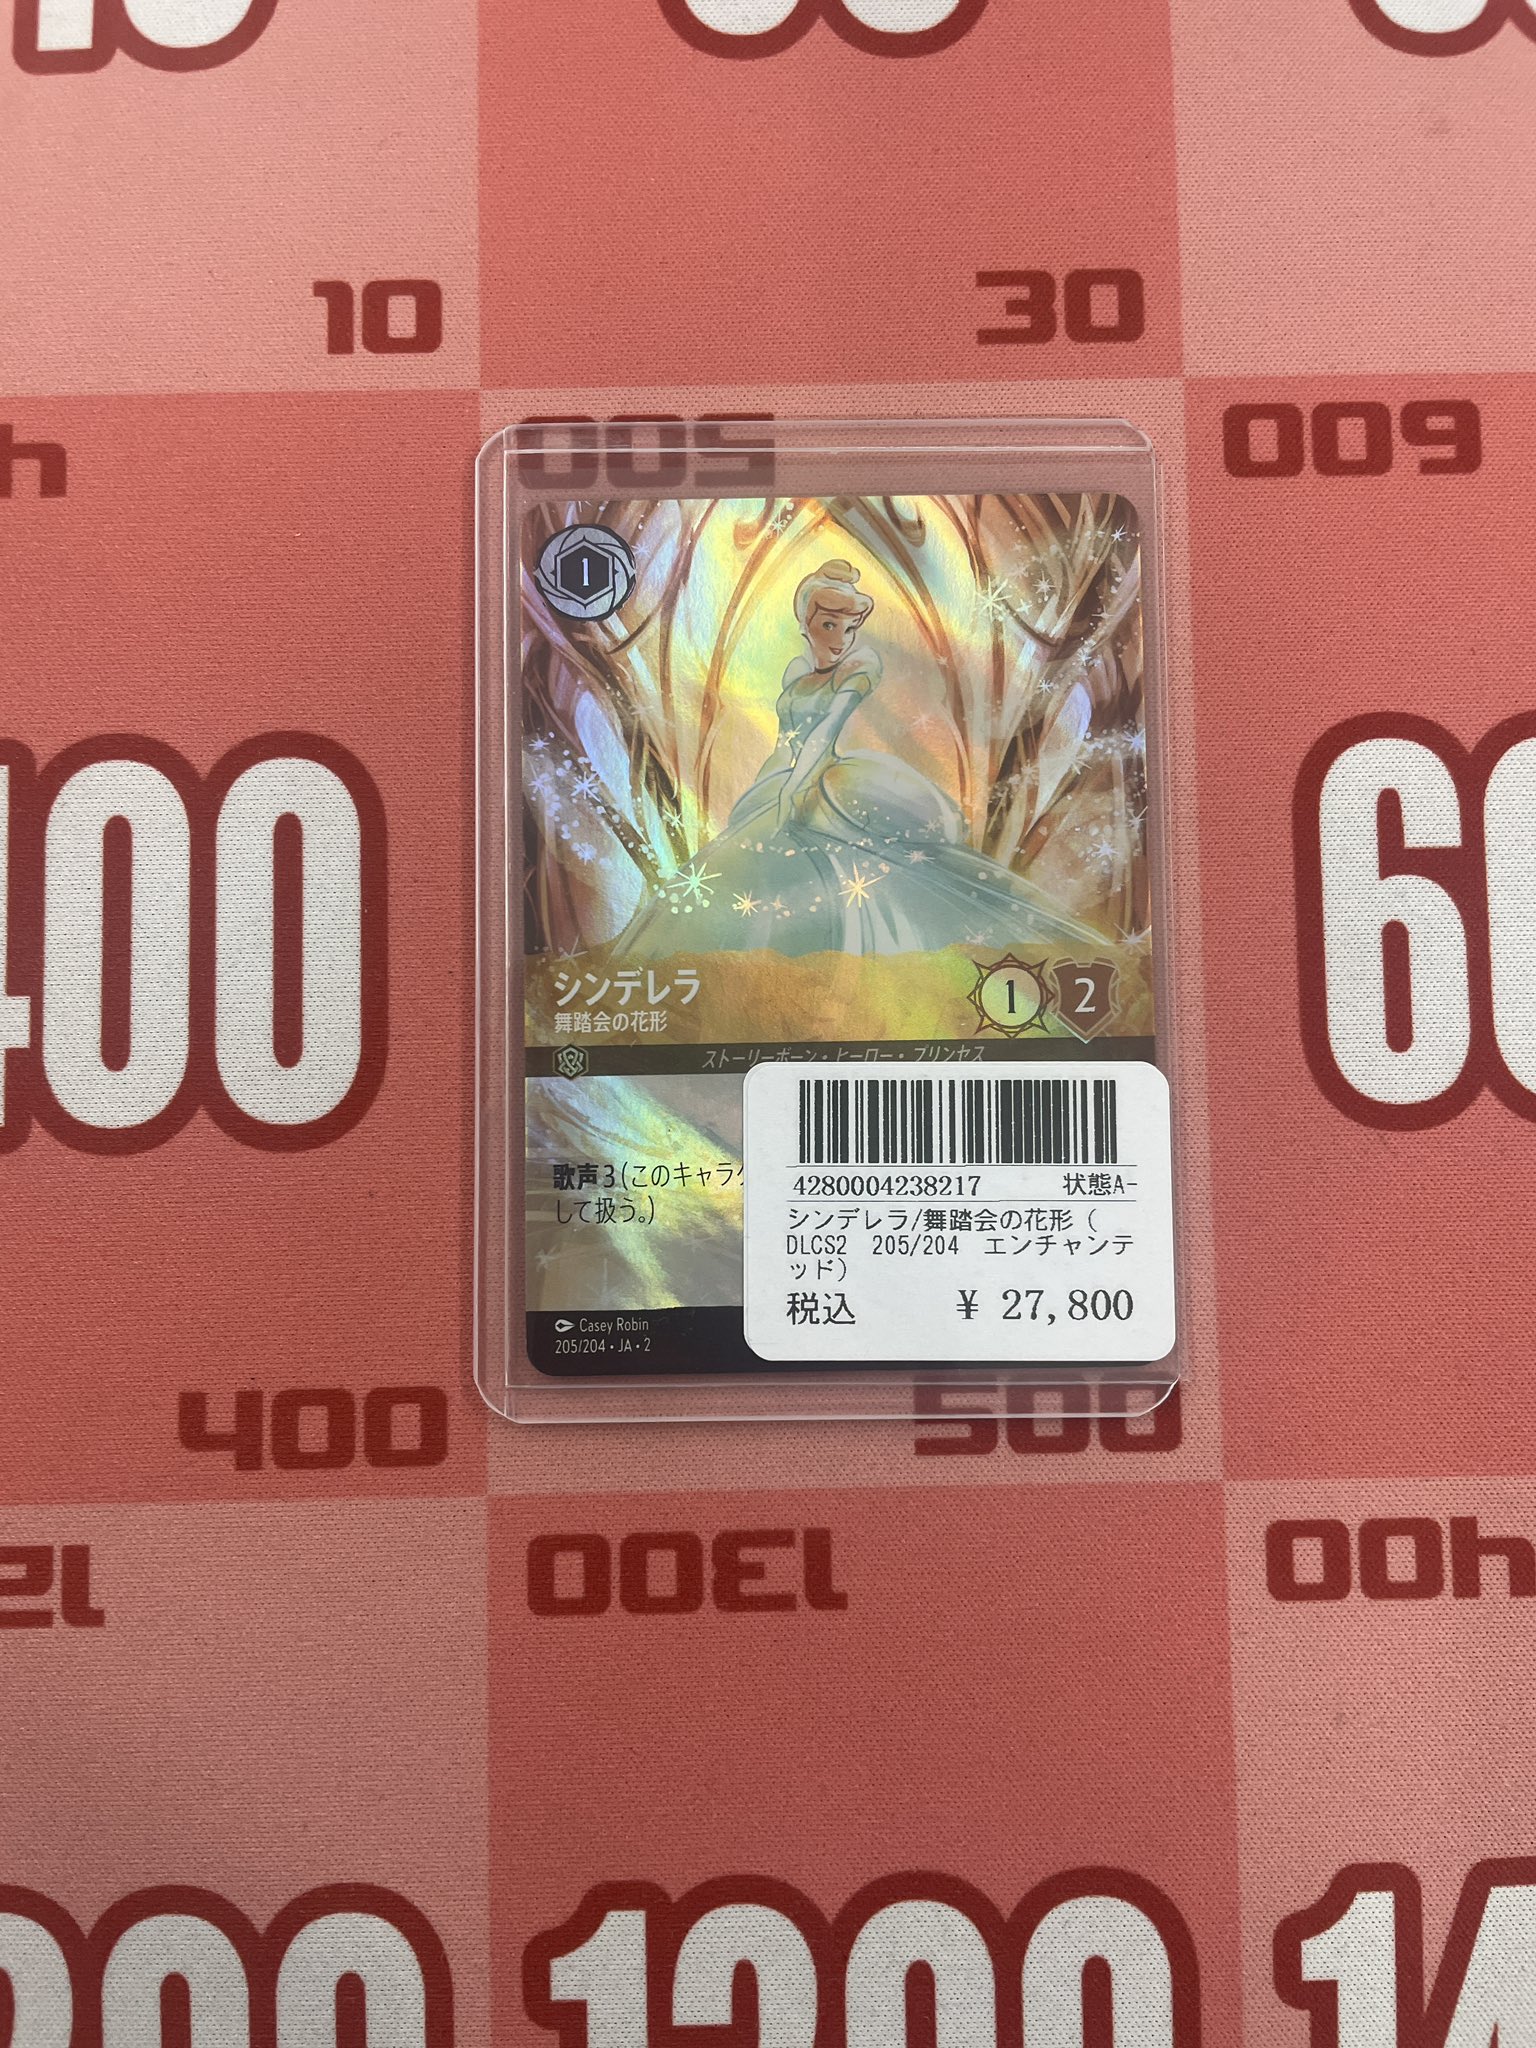 10
30
005
009
400
1
シンデレラ
舞踏会の花形
1
2
ストーリーボーン・ヒーロー・プリンセス
歌声3(このキャラク
して扱う。)
4280004238217 状態A-
シンデレラ/舞踏会の花形(
DLCS2 205/204 エンチャンテ
ッド)
税込 ¥ 27,800
Casey Robin
205/204・JA・2
400
500
1300
1200